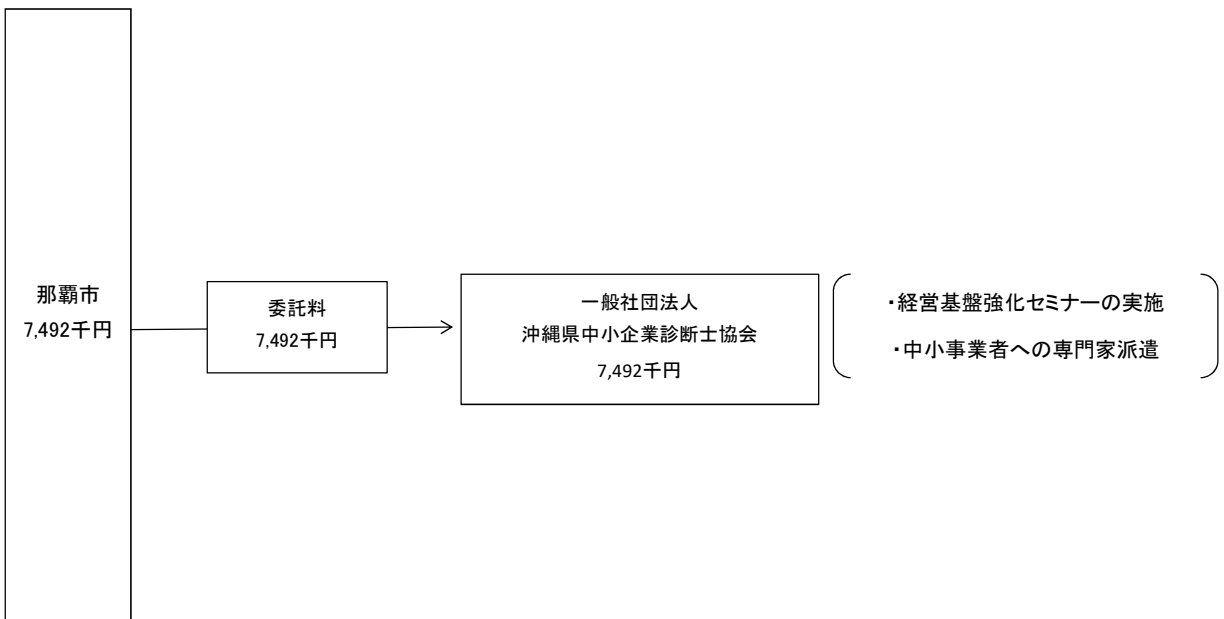 那覇市
7,492千円
委託料
7,492千円
一般社団法人
沖縄県中小企業診断士協会
7,492千円
・経営基盤強化セミナーの実施
・中小事業者への専門家派遣